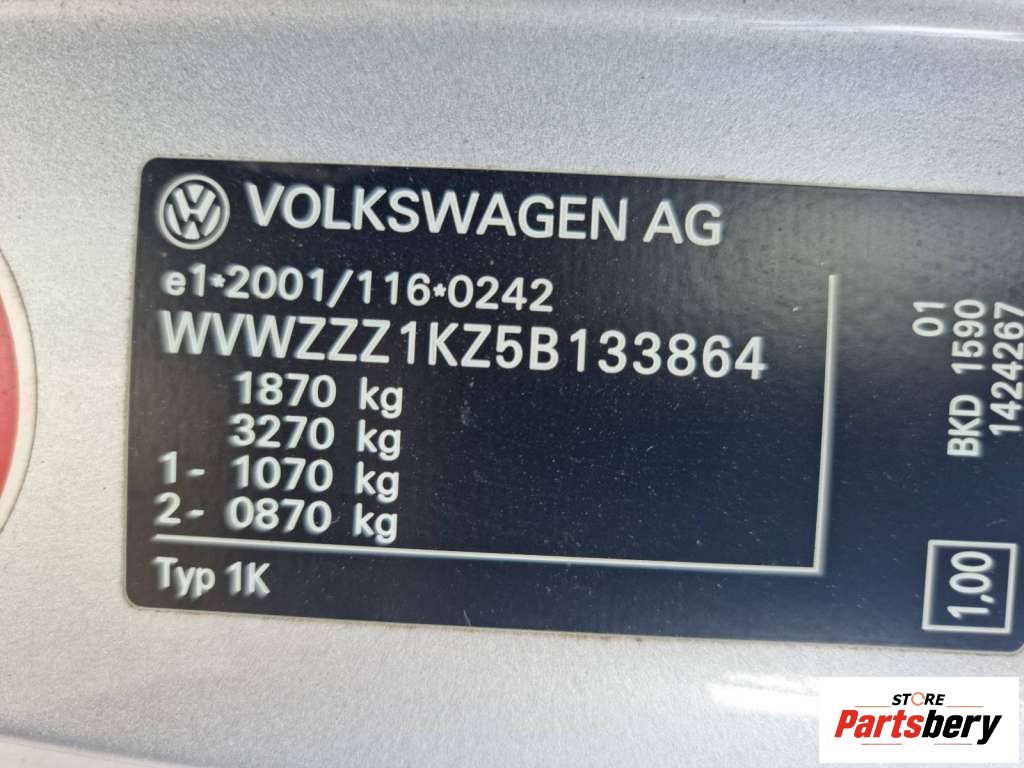 VOLKSWAGEN AG
e1*2001/116*0242
WVWZZZ1KZ5B133864
1870 kg
3270 kg
1- 1070 kg
2- 0870 kg
Typ 1K
01
BKD 1590
1424267
1,00
STORE
Partsbery